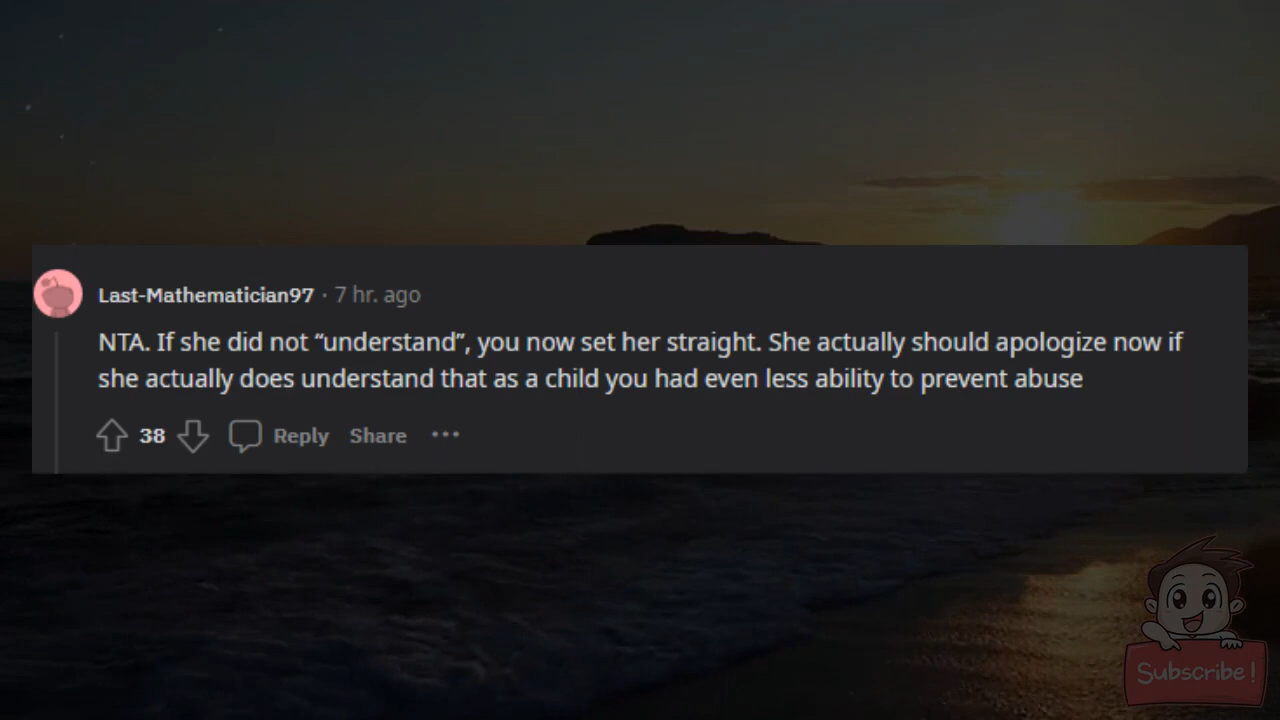 Last-Mathematician97 · 7 hr. ago
NTA. If she did not “understand”, you now set her straight. She actually should apologize now if
she actually does understand that as a child you had even less ability to prevent abuse
38 Reply Share ···
Subscribe!